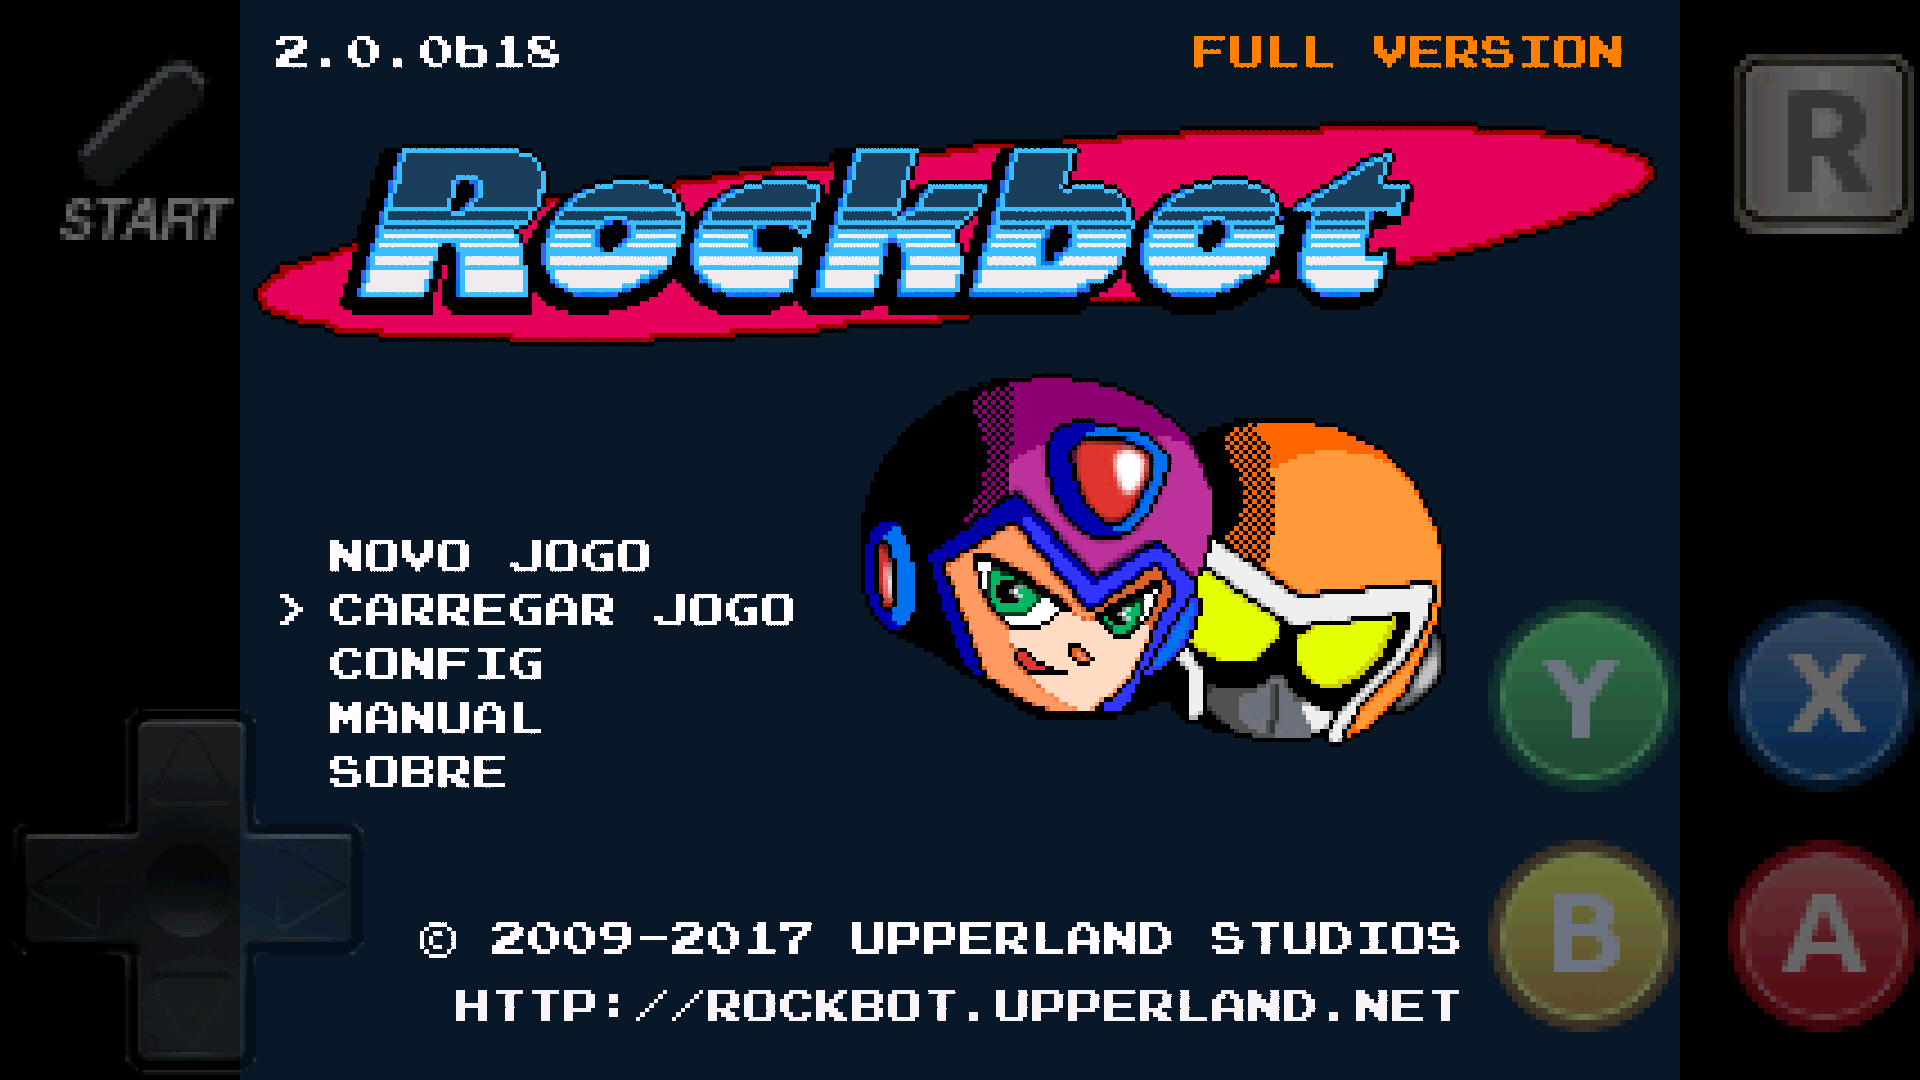 2.0.0b18
FULL VERSION
START
R
Rockbot
NOVO JOGO
> CARREGAR JOGO
CONFIG
MANUAL
SOBRE
Y
X
B
A
© 2009-2017 UPPERLAND STUDIOS
HTTP://ROCKBOT.UPPERLAND.NET